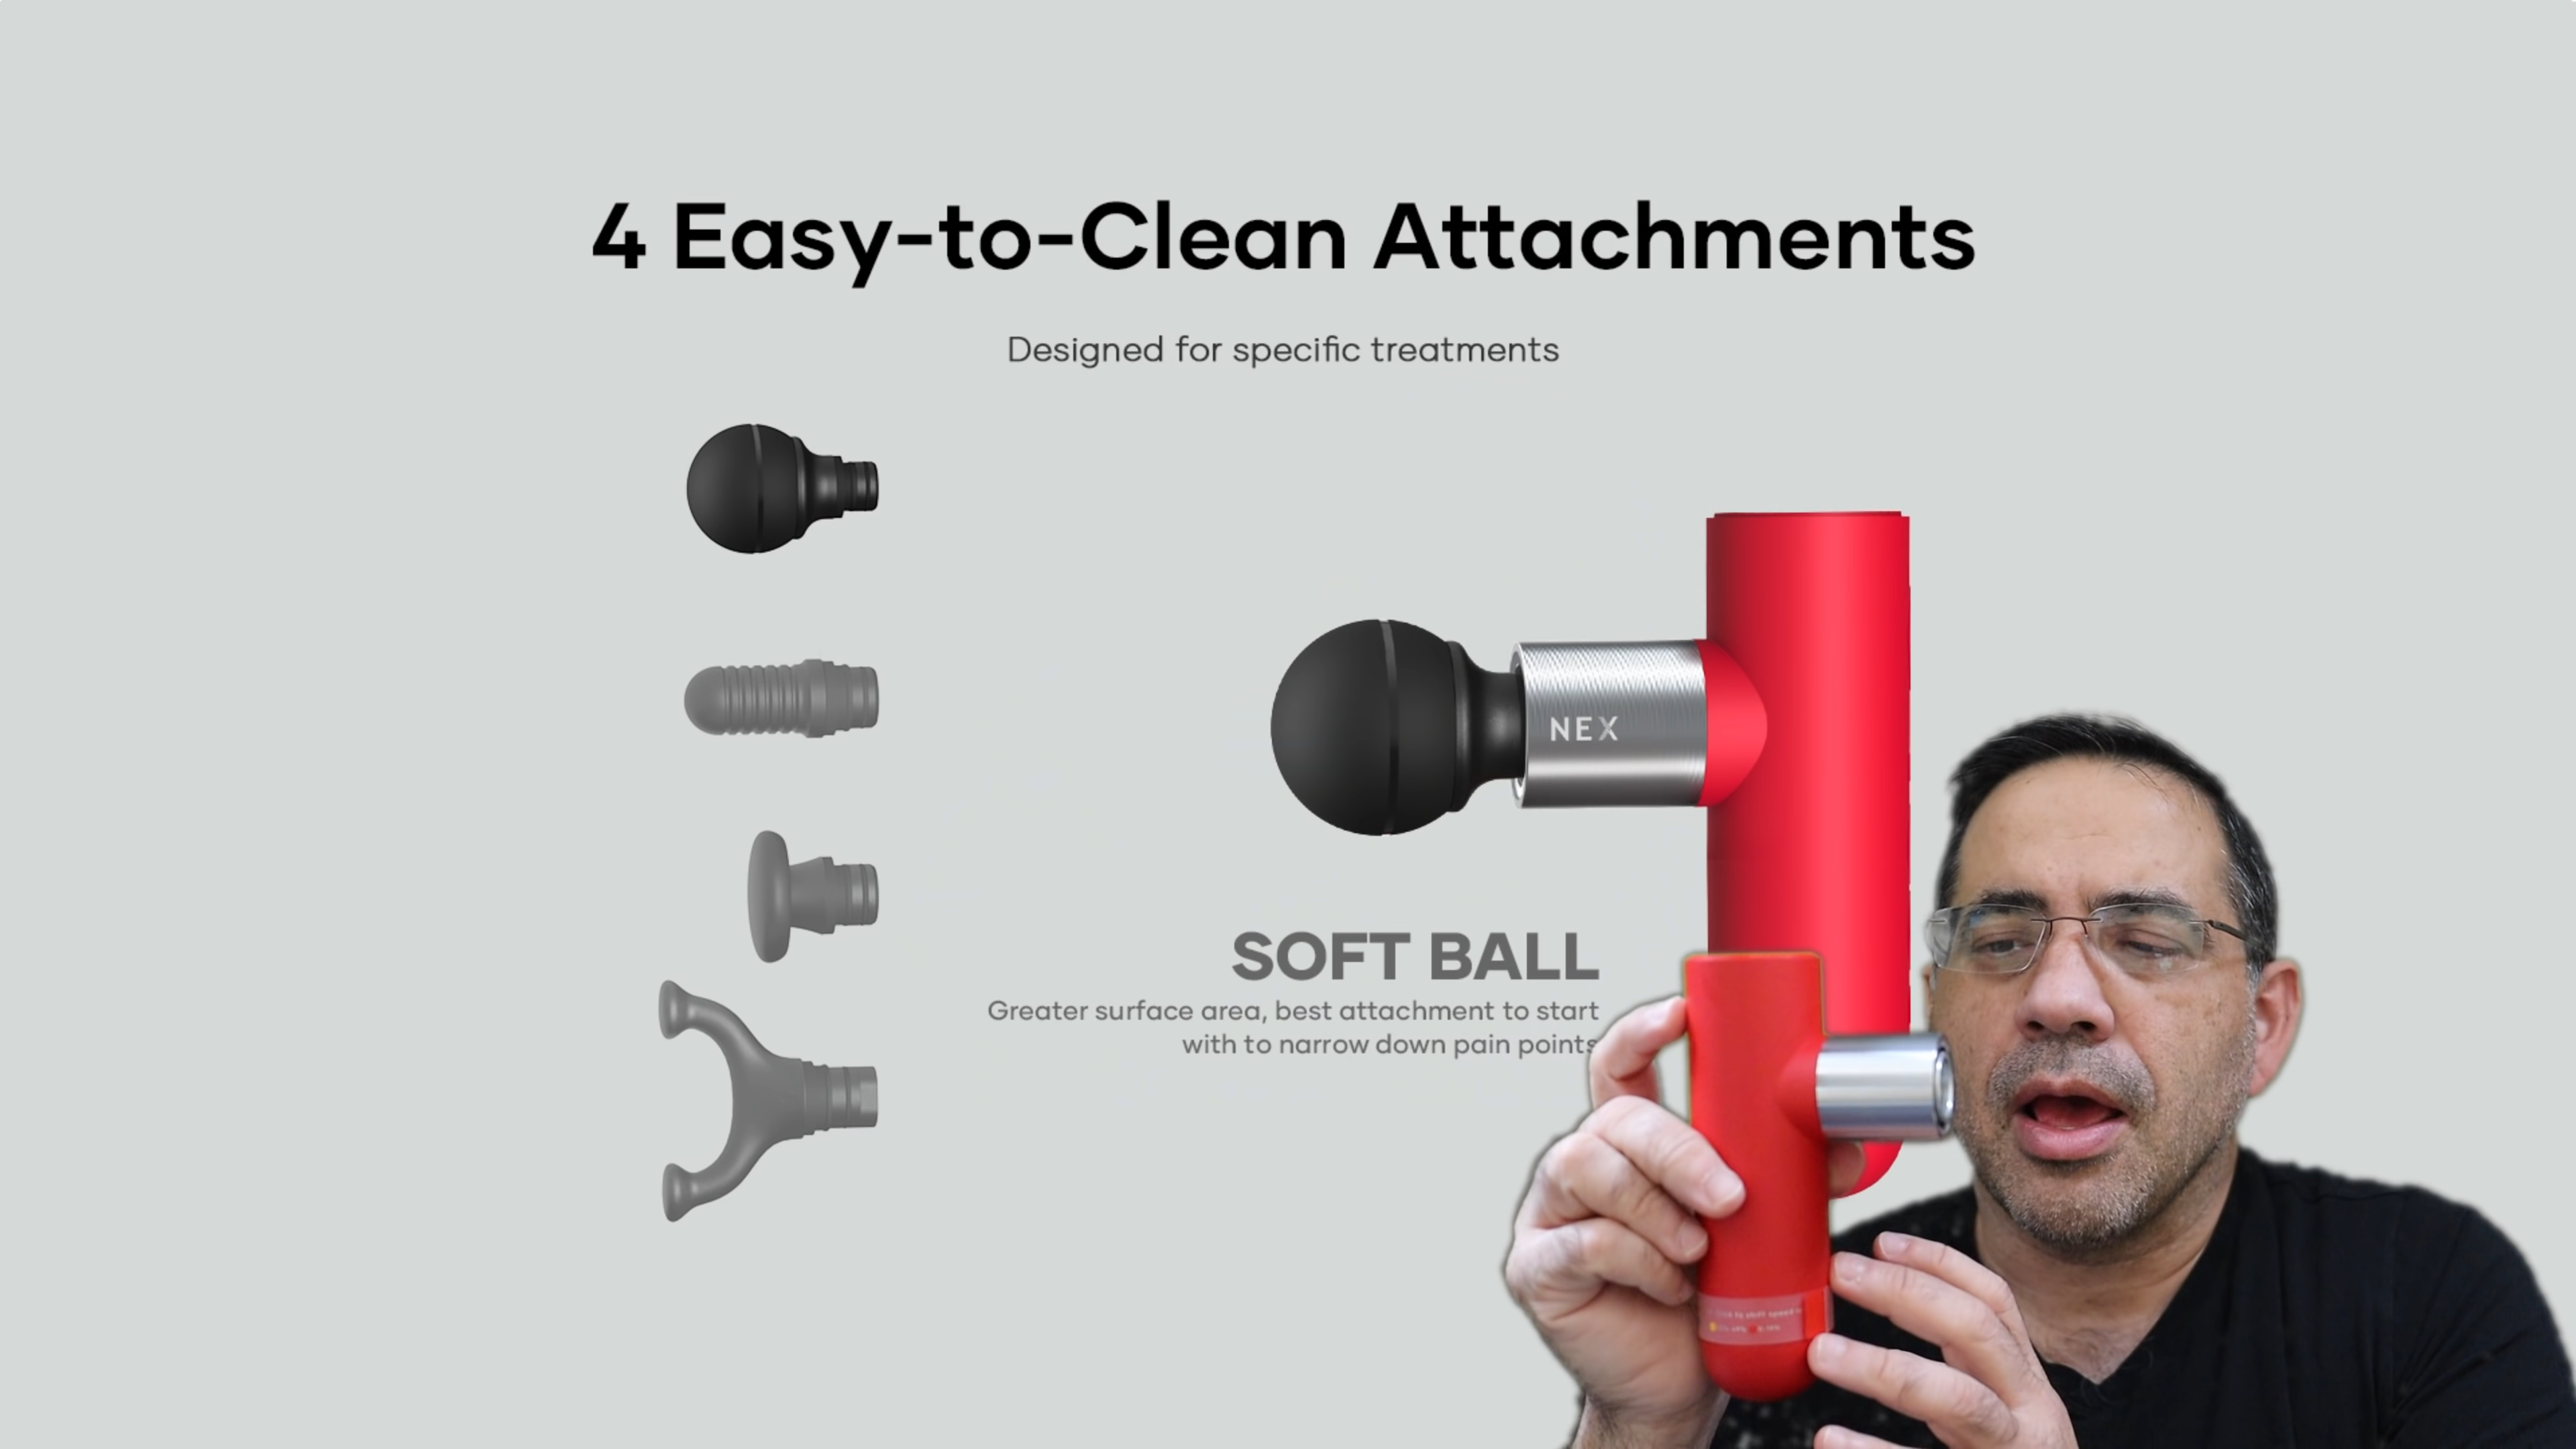 4 Easy-to-Clean Attachments
Designed for specific treatments
NEX
SOFT BALL
Greater surface area, best attachment to start
with to narrow down pain points